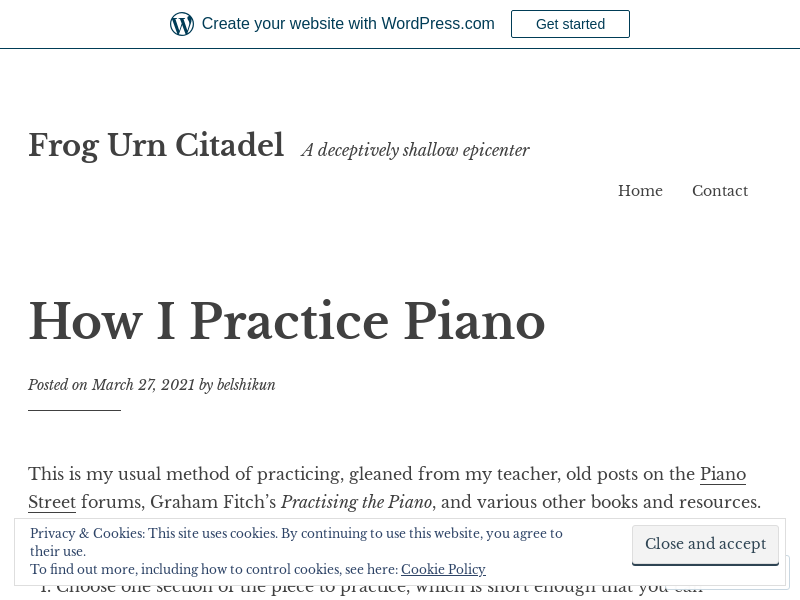 Create your website with WordPress.com
Get started
Frog Urn Citadel
A deceptively shallow epicenter
Home
Contact
How I Practice Piano
Posted on March 27, 2021 by belshikun
This is my usual method of practicing, gleaned from my teacher, old posts on the Piano
Street forums, Graham Fitch’s Practising the Piano, and various other books and resources.
Privacy & Cookies: This site uses cookies. By continuing to use this website, you agree to
their use.
To find out more, including how to control cookies, see here: Cookie Policy
Close and accept
1. Choose one section of the piece to practice, which is short enough that you can